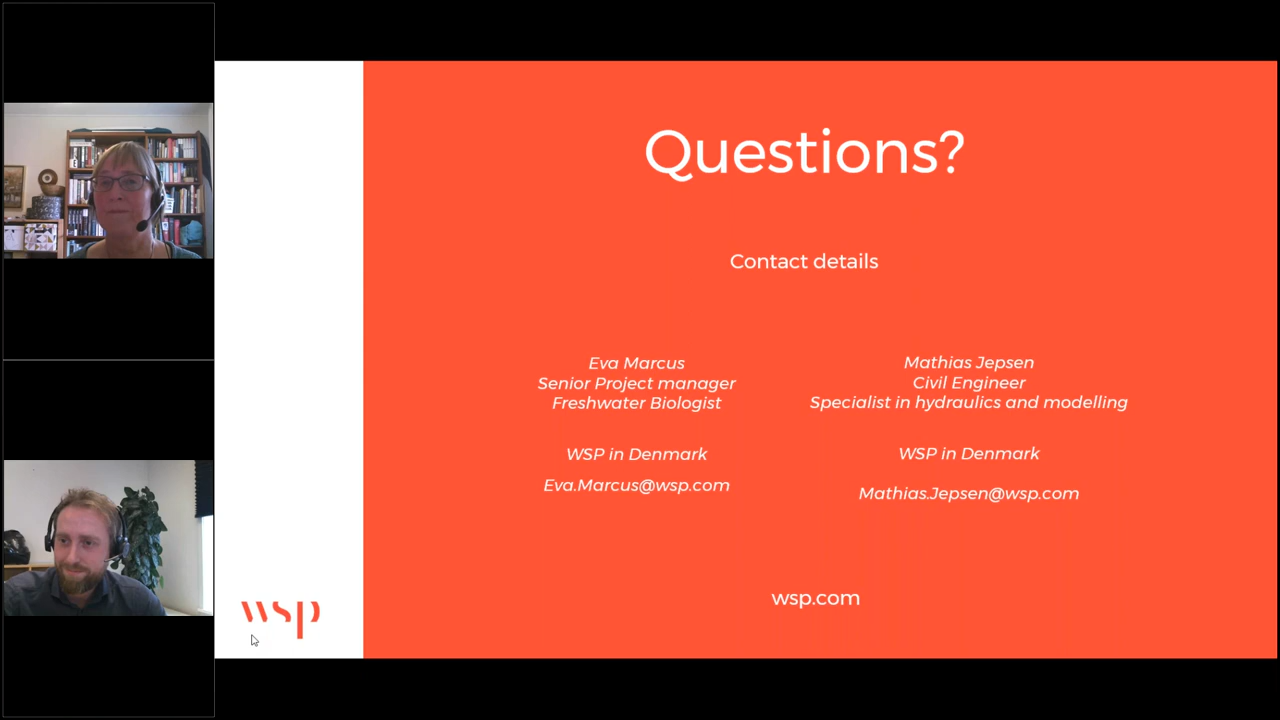 Questions?
Contact details
Eva Marcus
Senior Project manager
Freshwater Biologist
WSP in Denmark
Eva.Marcus@wsp.com
Mathias Jepsen
Civil Engineer
Specialist in hydraulics and modelling
WSP in Denmark
Mathias.Jepsen@wsp.com
wsp.com
wsp